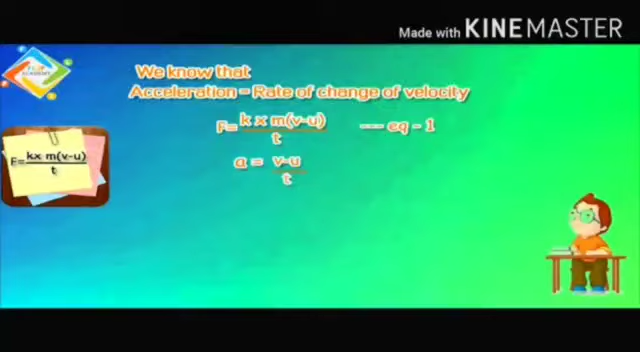 Made with KINEMASTER
We know that
Acceleration = Rate of change of velocity
F= k x m(v-u)
t
--- eq - 1
a = v-u
t
F= kx m(v-u)
t